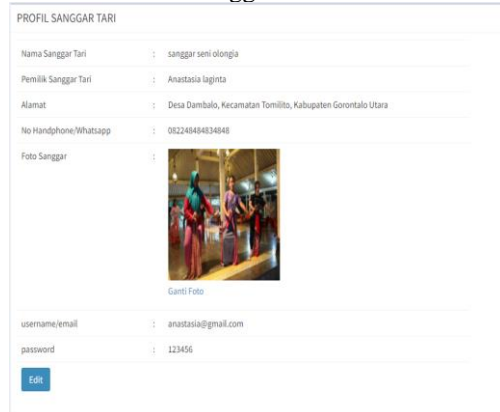 PROFIL SANGGAR TARI
Nama Sanggar Tari : sanggar seni olongia
Pemilik Sanggar Tari : Anastasia laginta
Alamat : Desa Dambalo, Kecamatan Tomilito, Kabupaten Gorontalo Utara
No Handphone/Whatsapp : 082248484834848
Foto Sanggar :
Ganti Foto
username/email : anastasia@gmail.com
password : 123456
Edit